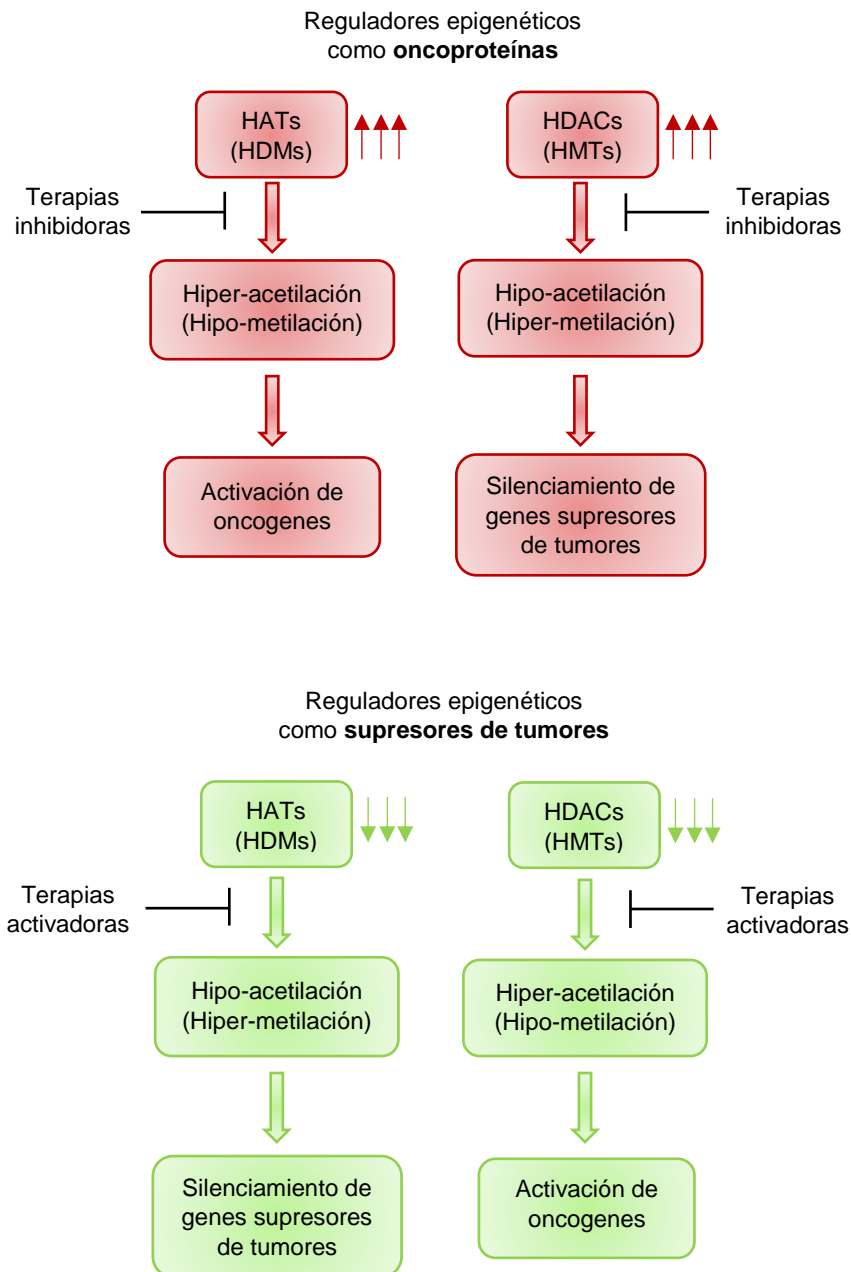 Reguladores epigenéticos
como oncoproteínas
HATs
(HDMs)
HDACs
(HMTs)
Terapias
inhibidoras
Terapias
inhibidoras
Hiper-acetilación
(Hipo-metilación)
Hipo-acetilación
(Hiper-metilación)
Activación de
oncogenes
Silenciamiento de
genes supresores
de tumores
Reguladores epigenéticos
como supresores de tumores
HATs
(HDMs)
HDACs
(HMTs)
Terapias
activadoras
Terapias
activadoras
Hipo-acetilación
(Hiper-metilación)
Hiper-acetilación
(Hipo-metilación)
Silenciamiento de
genes supresores
de tumores
Activación de
oncogenes